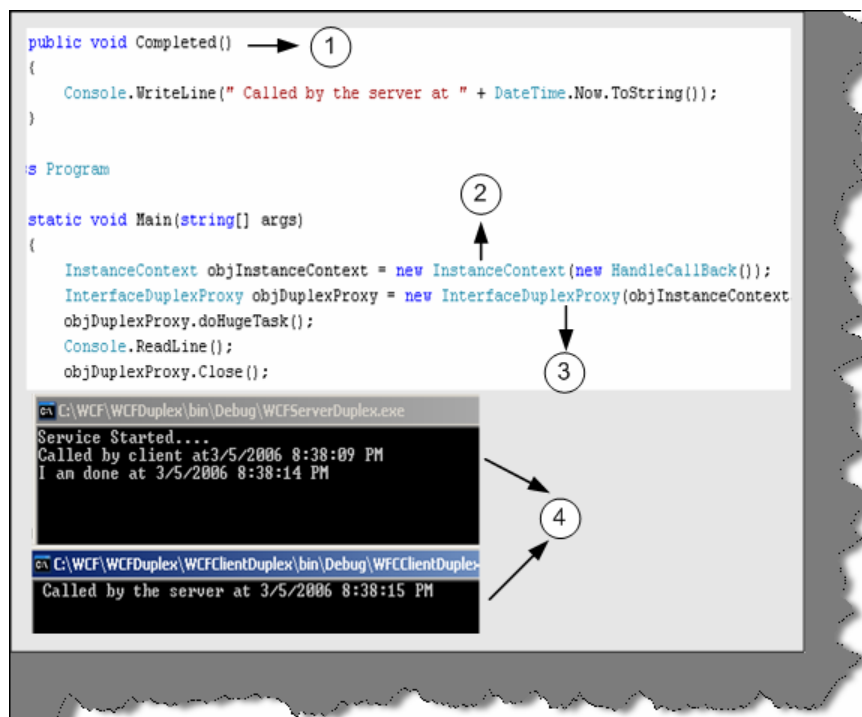 public void Completed()
1
{
Console.WriteLine(" Called by the server at " + DateTime.Now.ToString());
}
s Program
2
static void Main(string[] args)
{
InstanceContext objInstanceContext = new InstanceContext(new HandleCallBack());
InterfaceDuplexProxy objDuplexProxy = new InterfaceDuplexProxy(objInstanceContext
objDuplexProxy.doHugeTask();
Console.ReadLine();
3
objDuplexProxy.Close();
C:\WCF\WCFDuplex\bin\Debug\WCFServerDuplex.exe
Service Started....
Called by client at3/5/2006 8:38:09 PM
I am done at 3/5/2006 8:38:14 PM
4
C:\WCF\WCFDuplex\WCFClientDuplex\bin\Debug\WFCClientDuplex
Called by the server at 3/5/2006 8:38:15 PM